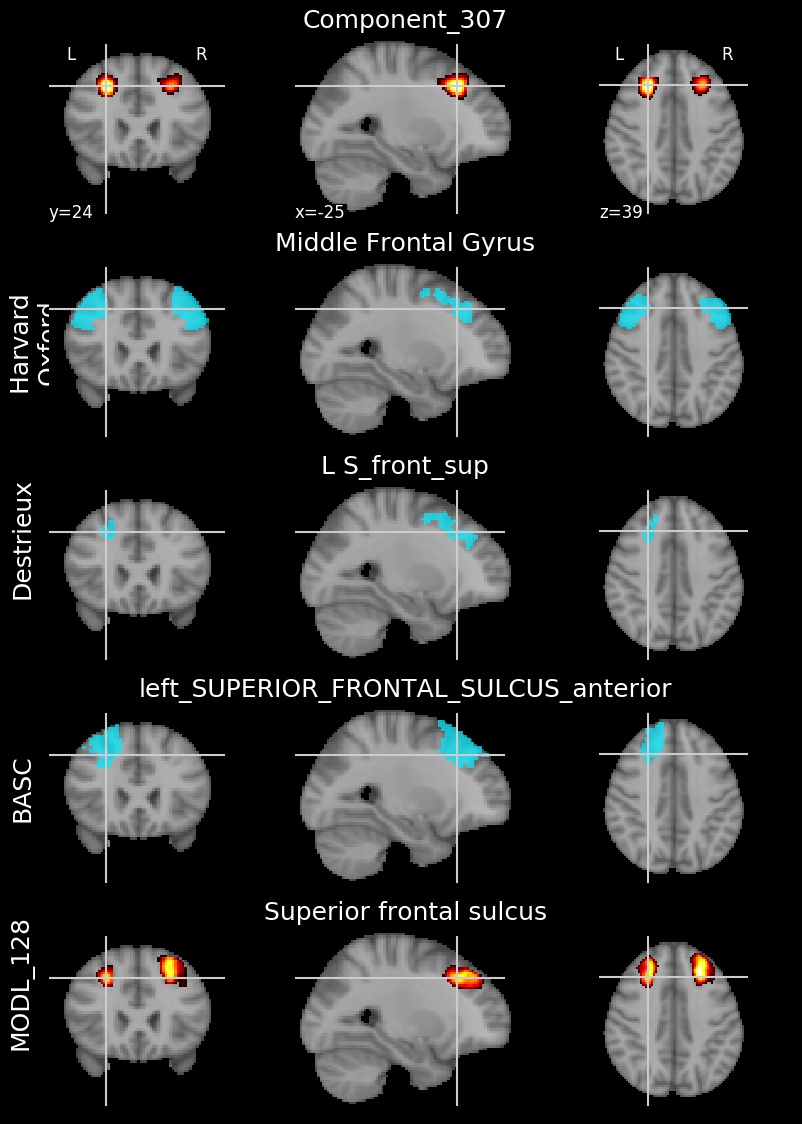 Component_307
L R L R
y=24 x=-25 z=39
Middle Frontal Gyrus
Harvard
L S_front_sup
Destrieux
left_SUPERIOR_FRONTAL_SULCUS_anterior
BASC
Superior frontal sulcus
MODL_128